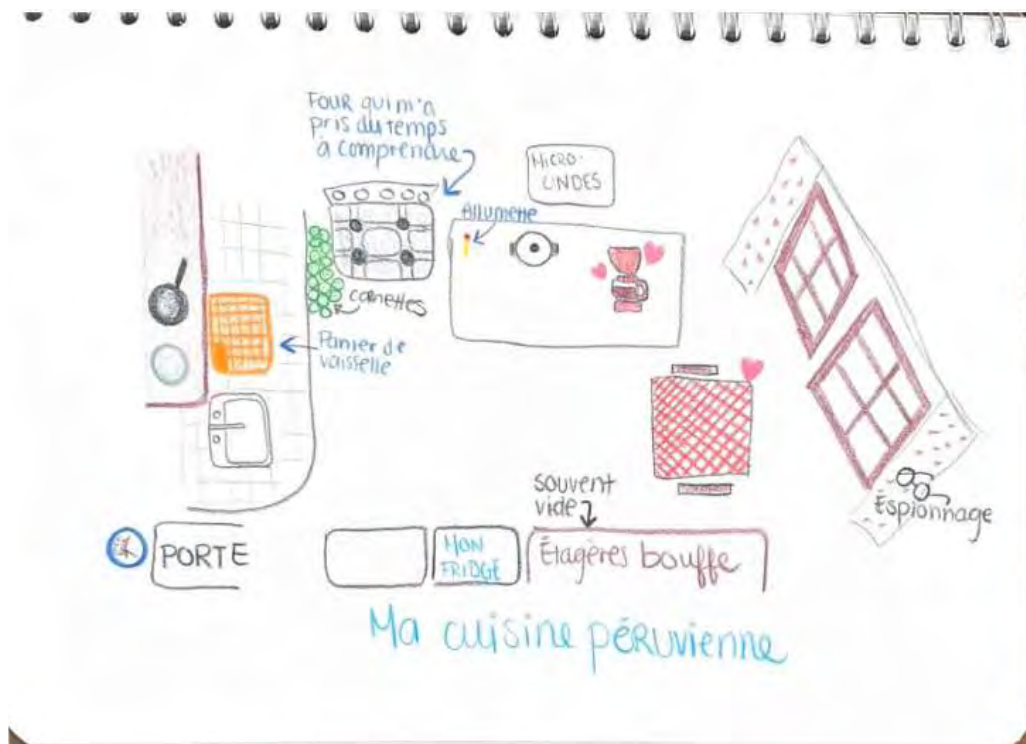 FOUR qui m'a
pris du temps
à comprendre
MICRO-
ONDES
Allumette
canettes
Panier de
vaisselle
souvent
vide
Espionnage
PORTE
MON
FRIDGE
Étagères bouffe
Ma cuisine péruvienne